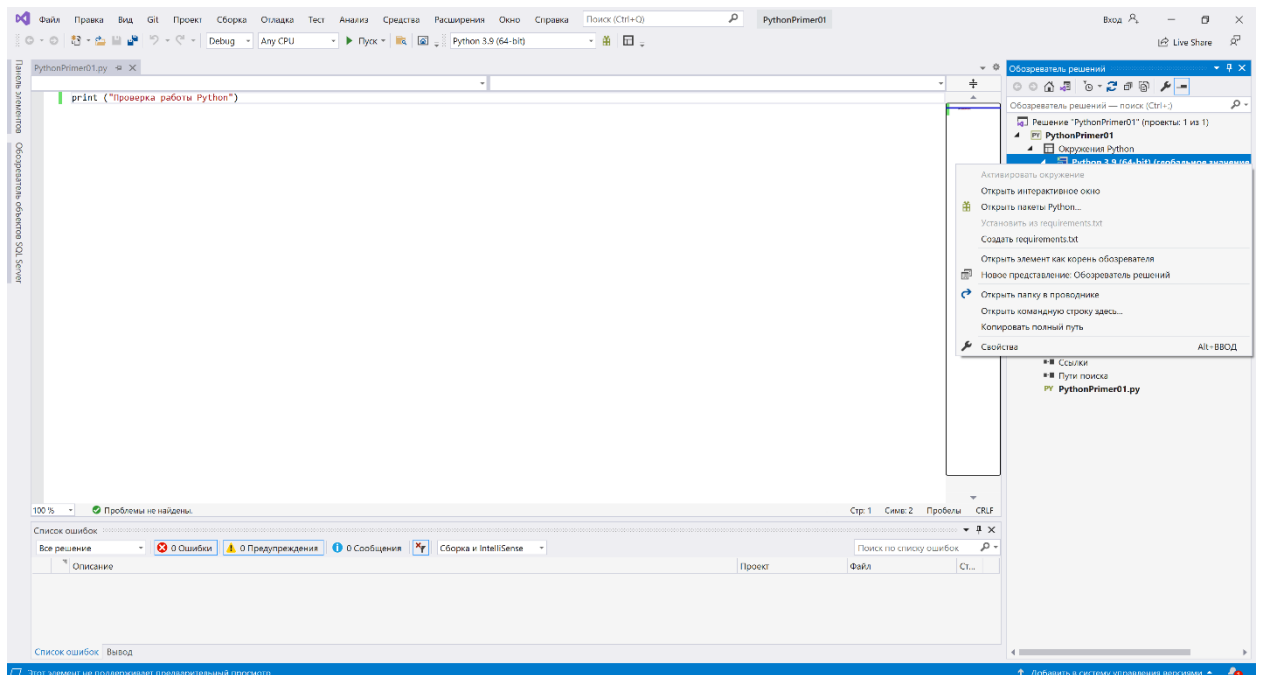 Файл Правка Вид Git Проект Сборка Отладка Тест Анализ Средства Расширения Окно Справка Поиск (Ctrl+Q) PythonPrimer01 Вход
Debug Any CPU Пуск Python 3.9 (64-bit) Live Share
Панель элементов
Обозреватель объектов SQL Server
PythonPrimer01.py
print ("Проверка работы Python")
100 % Проблемы не найдены. Стр: 1 Симв: 2 Пробелы CRLF
Обозреватель решений
Обозреватель решений — поиск (Ctrl+;)
Решение "PythonPrimer01" (проекты: 1 из 1)
PythonPrimer01
Окружения Python
Python 3.9 (64-bit) (глобальное значение
Активировать окружение
Открыть интерактивное окно
Открыть пакеты Python...
Установить из requirements.txt
Создать requirements.txt
Открыть элемент как корень обозревателя
Новое представление: Обозреватель решений
Открыть папку в проводнике
Открыть командную строку здесь...
Копировать полный путь
Свойства Alt+ВВОД
Ссылки
Пути поиска
PY PythonPrimer01.py
Список ошибок
Все решение 0 Ошибки 0 Предупреждения 0 Сообщения Сборка и IntelliSense Поиск по списку ошибок
Описание Проект Файл Ст...
Список ошибок Вывод
Этот элемент не поддерживает предварительный просмотр Добавить в систему управления версиями